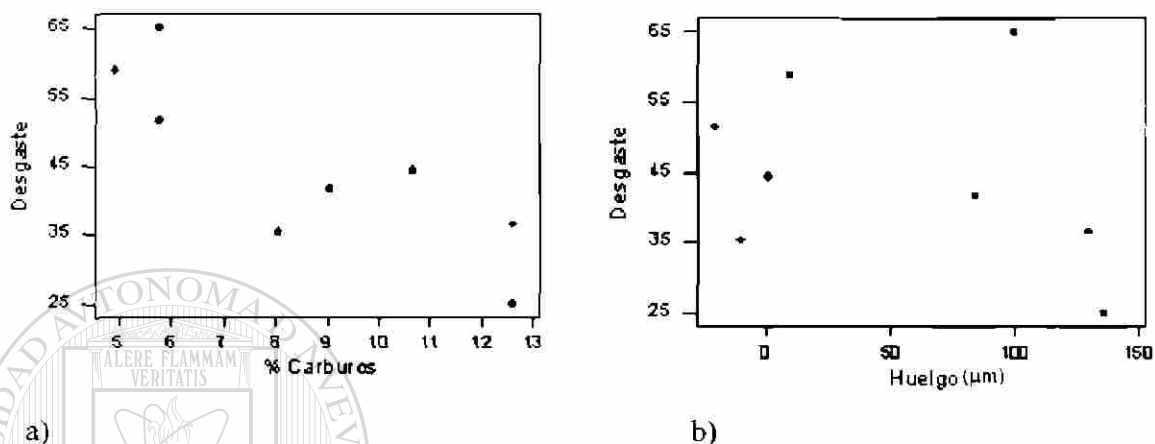 65
55
45
35
25
Desgaste
5 6 7 8 9 10 11 12 13
% Carburos
a)
65
55
45
35
25
Desgaste
0 50 100 150
Huelgo (μm)
b)
ALERE FLAMMAM
VERITATIS